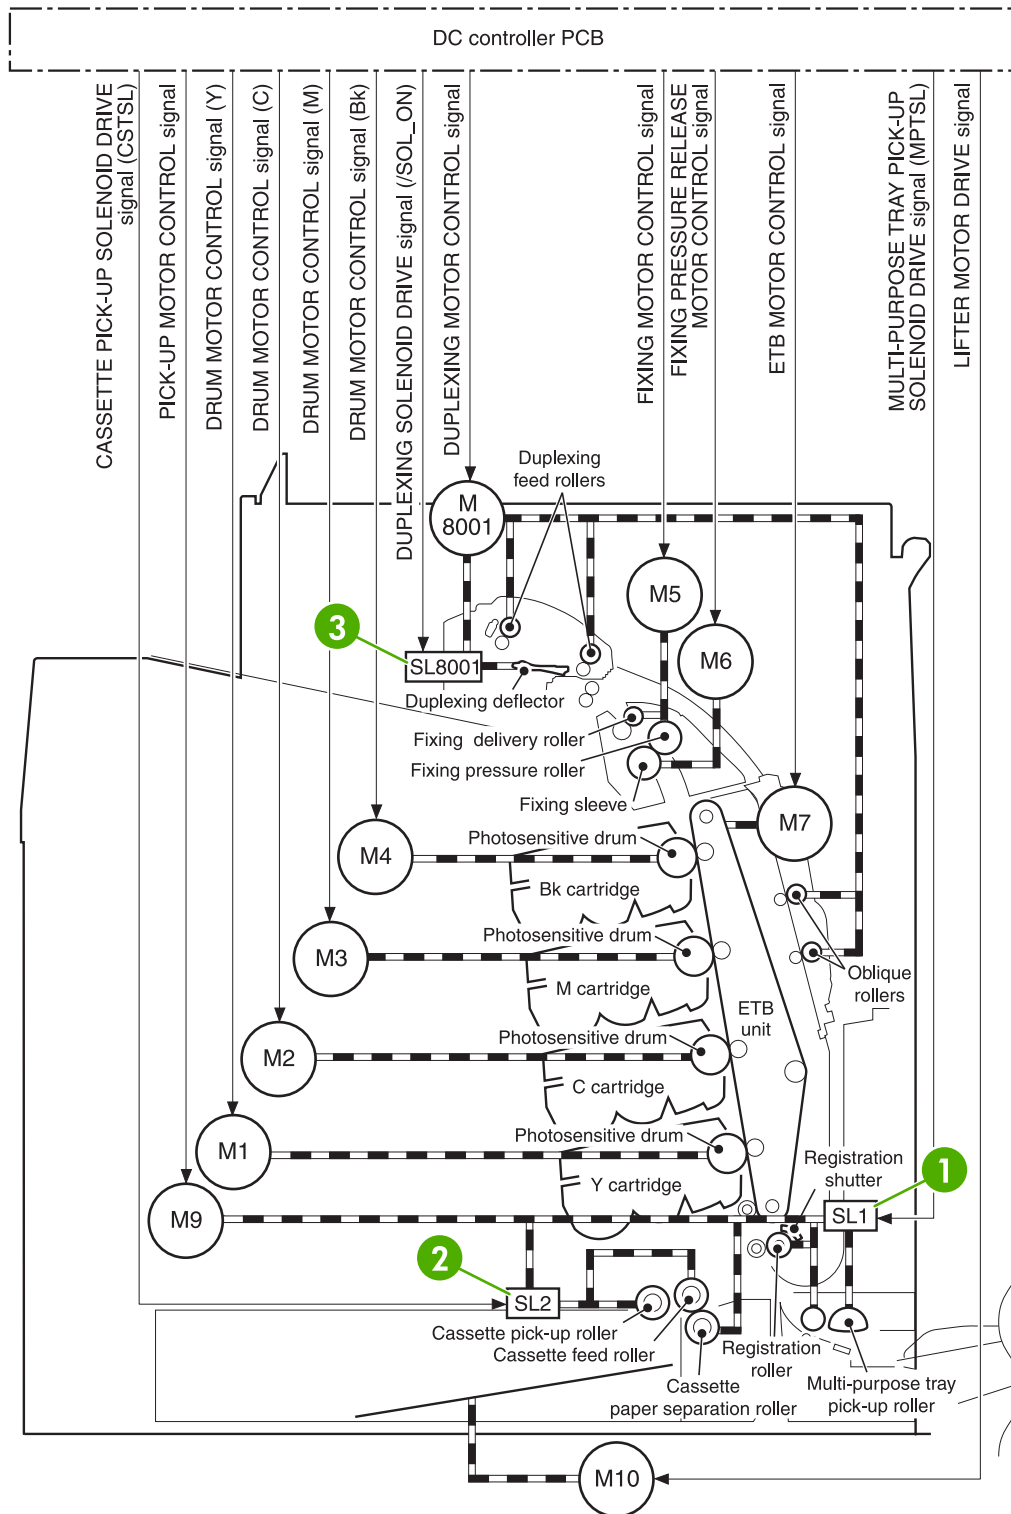 DC controller PCB
CASSETTE PICK-UP SOLENOID DRIVE
signal (CSTSL)
PICK-UP MOTOR CONTROL signal
DRUM MOTOR CONTROL signal (Y)
DRUM MOTOR CONTROL signal (C)
DRUM MOTOR CONTROL signal (M)
DRUM MOTOR CONTROL signal (Bk)
DUPLEXING SOLENOID DRIVE signal (/SOL_ON)
DUPLEXING MOTOR CONTROL signal
FIXING MOTOR CONTROL signal
FIXING PRESSURE RELEASE
MOTOR CONTROL signal
ETB MOTOR CONTROL signal
MULTI-PURPOSE TRAY PICK-UP
SOLENOID DRIVE signal (MPTSL)
LIFTER MOTOR DRIVE signal
Duplexing
feed rollers
M
8001
M5
3
M6
SL8001
Duplexing deflector
Fixing delivery roller
Fixing pressure roller
Fixing sleeve
M7
Photosensitive drum
M4
Bk cartridge
Photosensitive drum
M3
M cartridge
Oblique
rollers
ETB
unit
Photosensitive drum
M2
C cartridge
Photosensitive drum
M1
Registration
shutter
1
Y cartridge
SL1
M9
2
SL2
Cassette pick-up roller
Cassette feed roller
Registration
roller
Cassette
paper separation roller
Multi-purpose tray
pick-up roller
M10